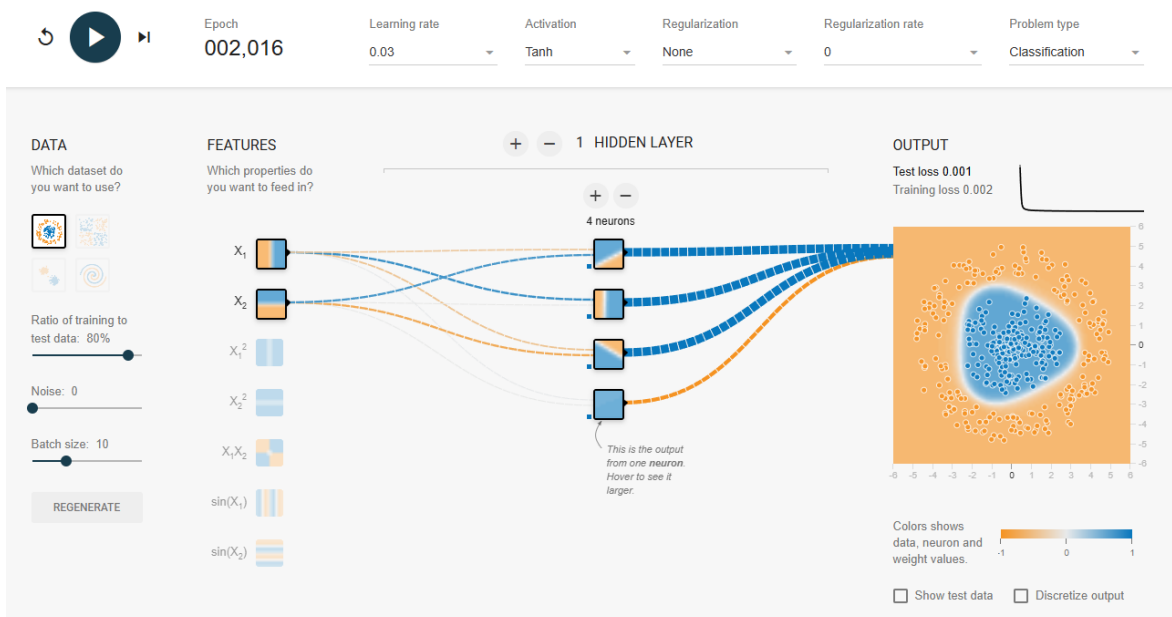 Epoch
002,016
Learning rate
0.03
Activation
Tanh
Regularization
None
Regularization rate
0
Problem type
Classification
DATA
Which dataset do
you want to use?
Ratio of training to
test data: 80%
Noise: 0
Batch size: 10
REGENERATE
FEATURES
Which properties do
you want to feed in?
X₁
X₂
X₁²
X₂²
X₁X₂
sin(X₁)
sin(X₂)
+ − 1 HIDDEN LAYER
+ −
4 neurons
This is the output
from one neuron.
Hover to see it
larger.
OUTPUT
Test loss 0.001
Training loss 0.002
6
5
4
3
2
1
0
-1
-2
-3
-4
-5
-6
-6 -5 -4 -3 -2 -1 0 1 2 3 4 5 6
Colors shows
data, neuron and
weight values.
-1 0 1
Show test data
Discretize output